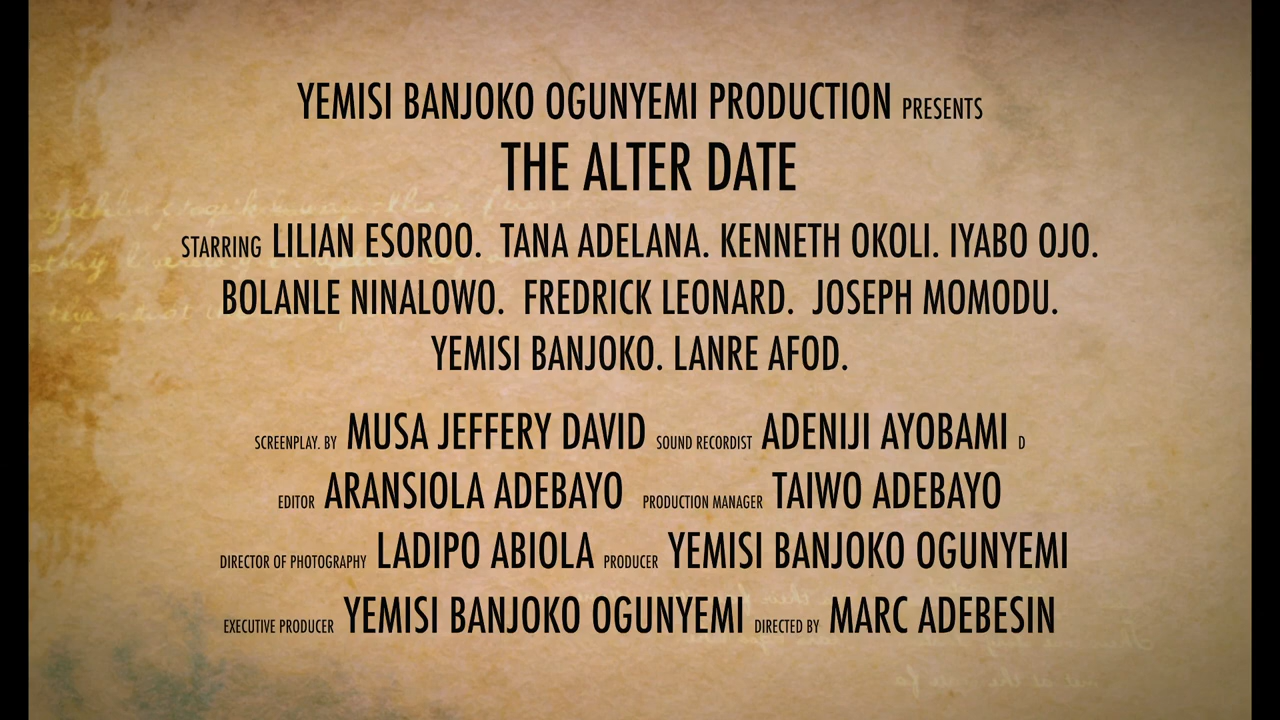 YEMISI BANJOKO OGUNYEMI PRODUCTION PRESENTS
THE ALTER DATE
STARRING LILIAN ESOROO. TANA ADELANA. KENNETH OKOLI. IYABO OJO.
BOLANLE NINALOWO. FREDRICK LEONARD. JOSEPH MOMODU.
YEMISI BANJOKO. LANRE AFOD.
SCREENPLAY. BY MUSA JEFFERY DAVID SOUND RECORDIST ADENIJI AYOBAMI D
EDITOR ARANSIOLA ADEBAYO PRODUCTION MANAGER TAIWO ADEBAYO
DIRECTOR OF PHOTOGRAPHY LADIPO ABIOLA PRODUCER YEMISI BANJOKO OGUNYEMI
EXECUTIVE PRODUCER YEMISI BANJOKO OGUNYEMI DIRECTED BY MARC ADEBESIN